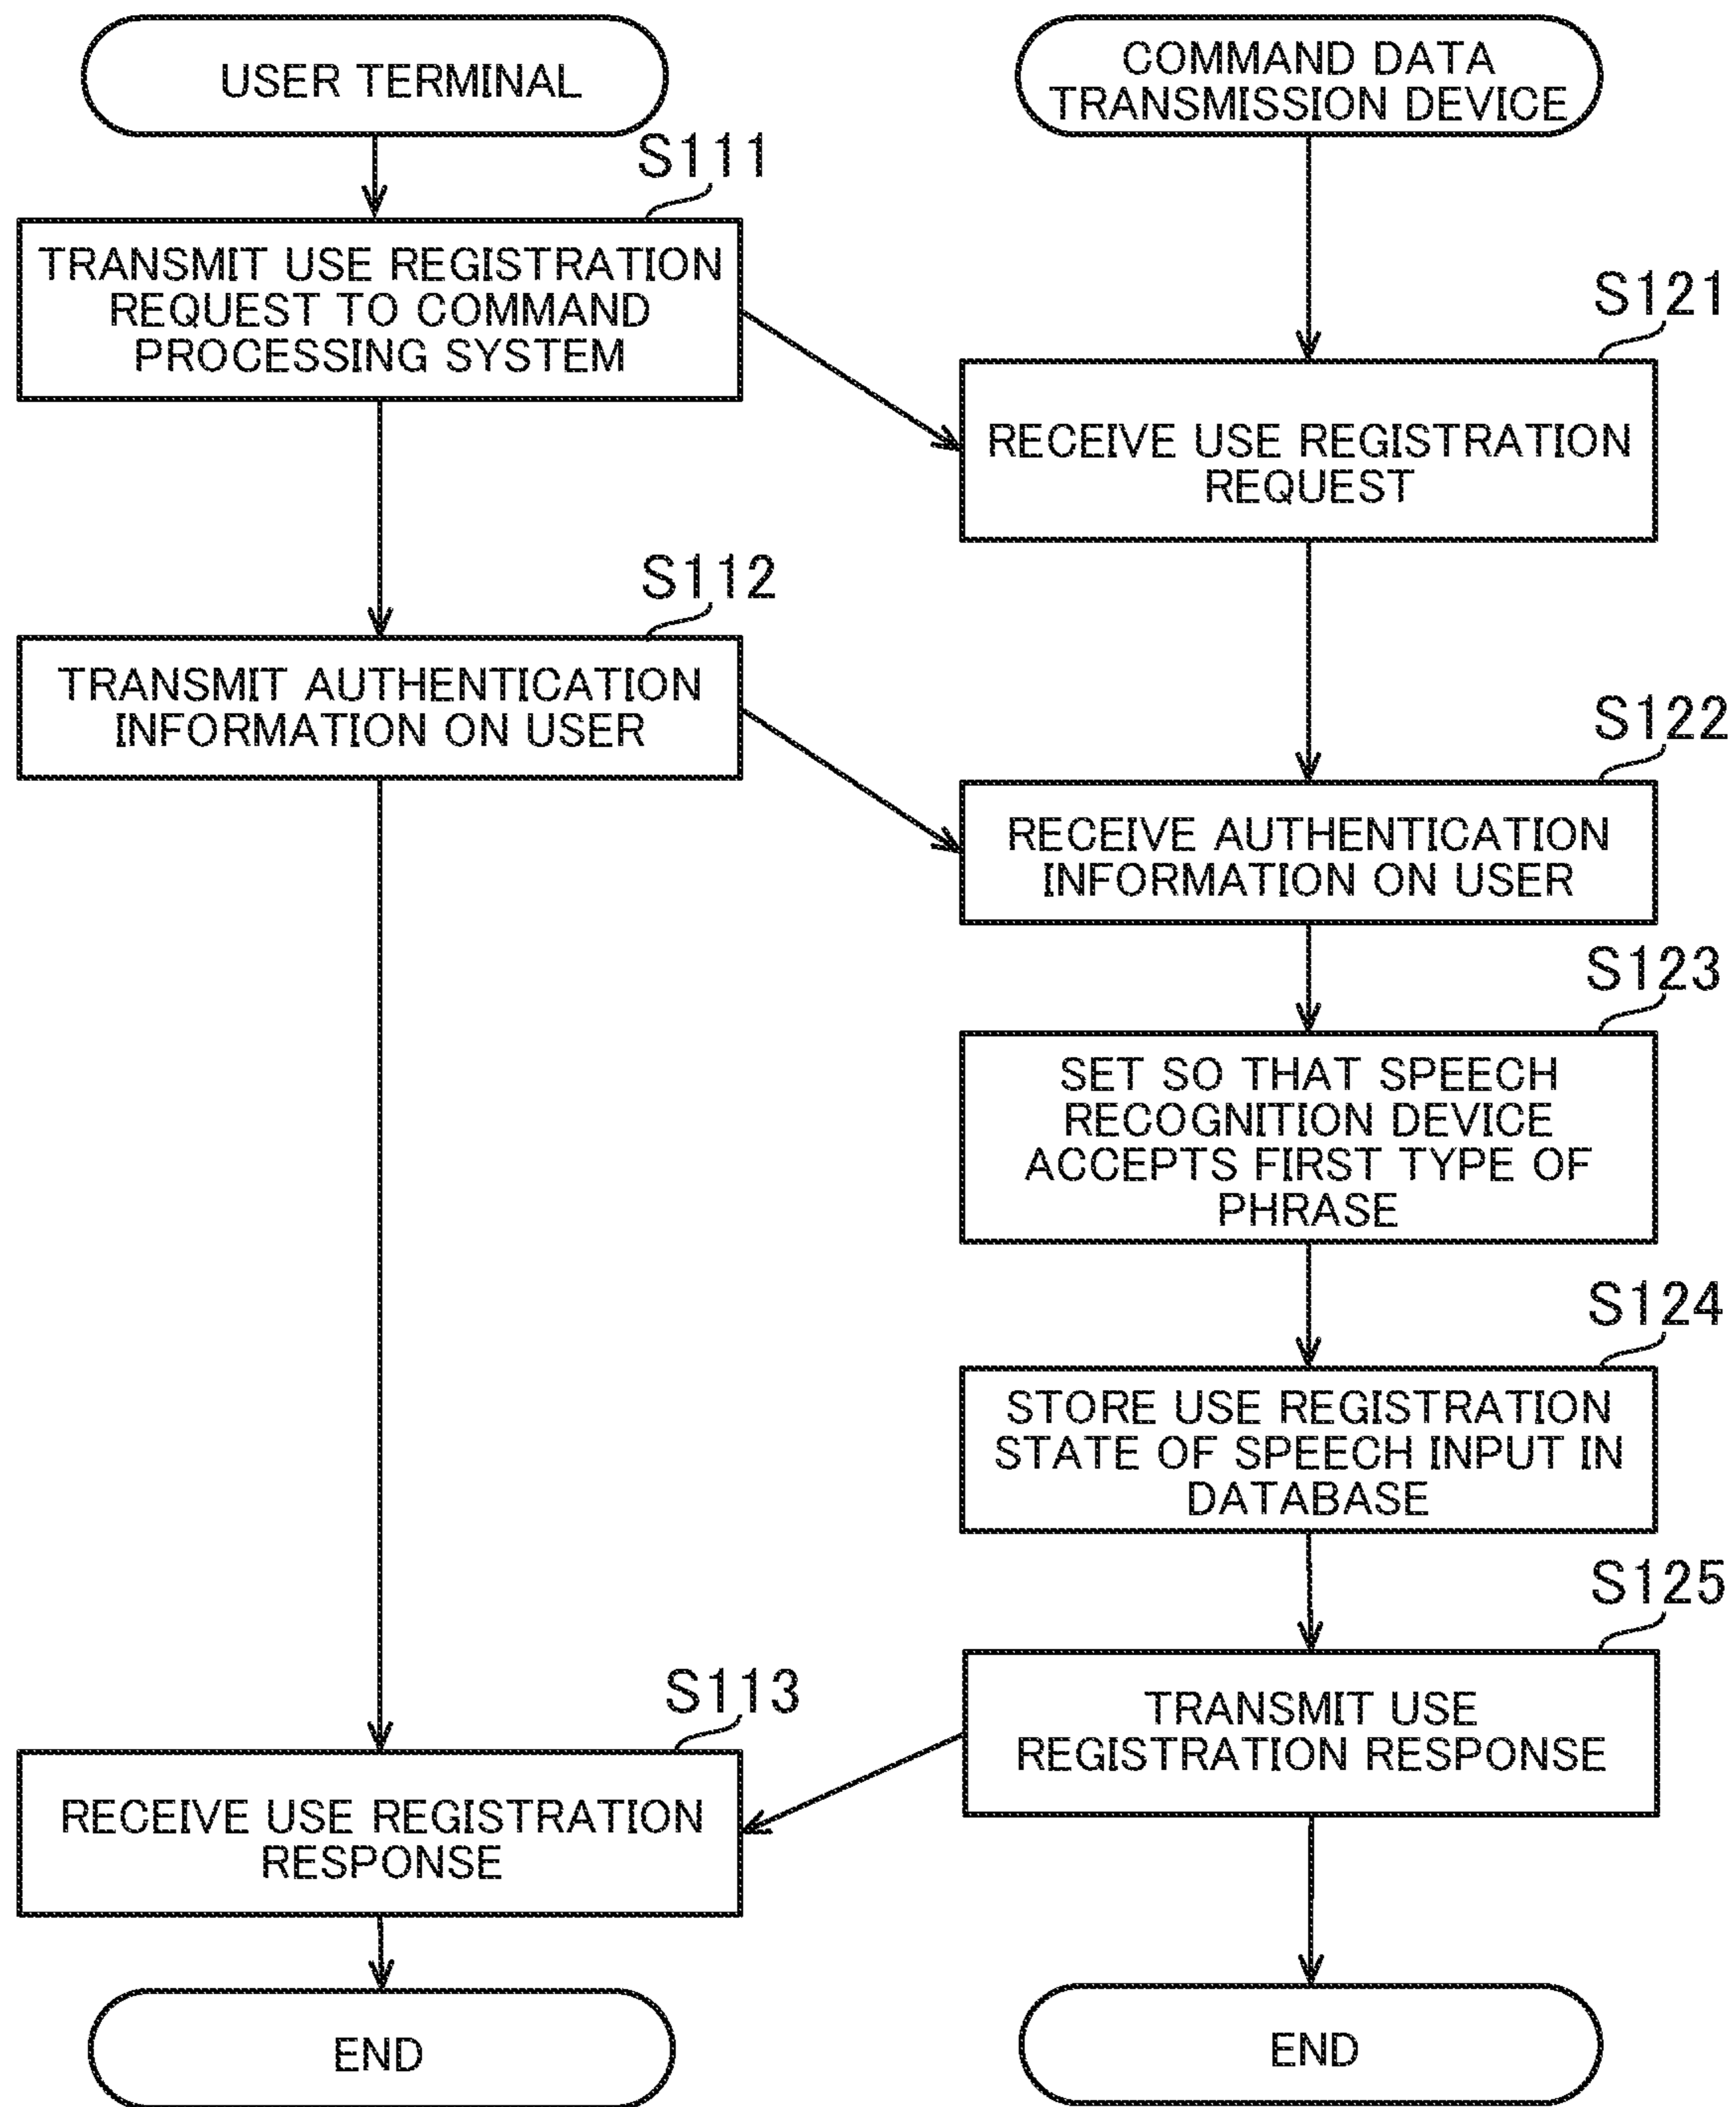 USER TERMINAL
COMMAND DATA
TRANSMISSION DEVICE
S111
TRANSMIT USE REGISTRATION
REQUEST TO COMMAND
PROCESSING SYSTEM
S121
RECEIVE USE REGISTRATION
REQUEST
S112
TRANSMIT AUTHENTICATION
INFORMATION ON USER
S122
RECEIVE AUTHENTICATION
INFORMATION ON USER
S123
SET SO THAT SPEECH
RECOGNITION DEVICE
ACCEPTS FIRST TYPE OF
PHRASE
S124
STORE USE REGISTRATION
STATE OF SPEECH INPUT IN
DATABASE
S125
TRANSMIT USE
REGISTRATION RESPONSE
S113
RECEIVE USE REGISTRATION
RESPONSE
END
END